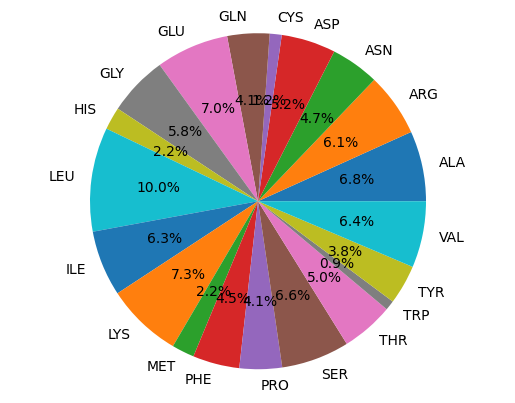 ALA
6.8%
ARG
6.1%
ASN
4.7%
ASP
5.2%
CYS
1.2%
GLN
4.1%
GLU
7.0%
GLY
5.8%
HIS
2.2%
LEU
10.0%
ILE
6.3%
LYS
7.3%
MET
2.2%
PHE
4.5%
PRO
4.1%
SER
6.6%
THR
5.0%
TRP
0.9%
TYR
3.8%
VAL
6.4%